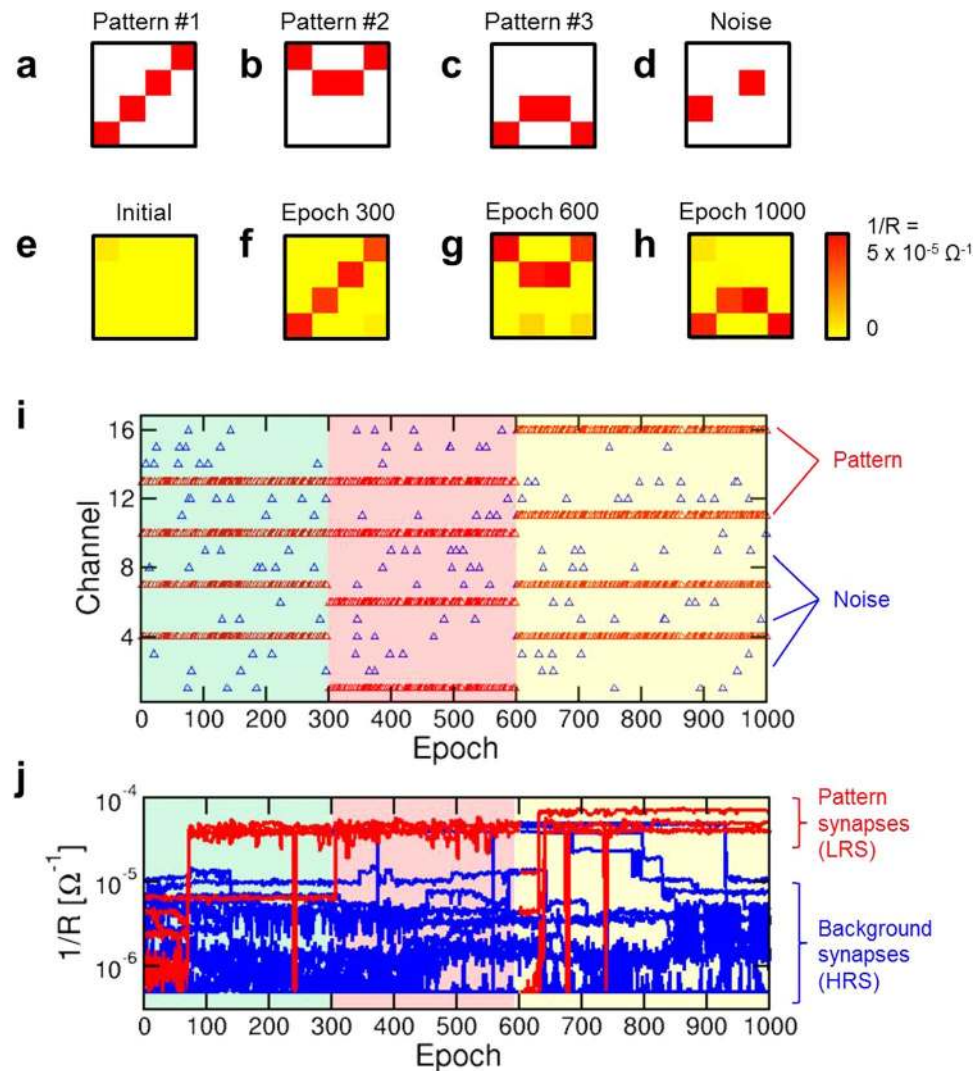 Pattern #1 Pattern #2 Pattern #3 Noise
a b c d
Initial Epoch 300 Epoch 600 Epoch 1000
e f g h
1/R =
5 x 10⁻⁵ Ω⁻¹
0
i
16
12
8
4
Channel
Pattern
Noise
0 100 200 300 400 500 600 700 800 900 1000
Epoch
j
10⁻⁴
10⁻⁵
10⁻⁶
1/R [Ω⁻¹]
Pattern
synapses
(LRS)
Background
synapses
(HRS)
0 100 200 300 400 500 600 700 800 900 1000
Epoch